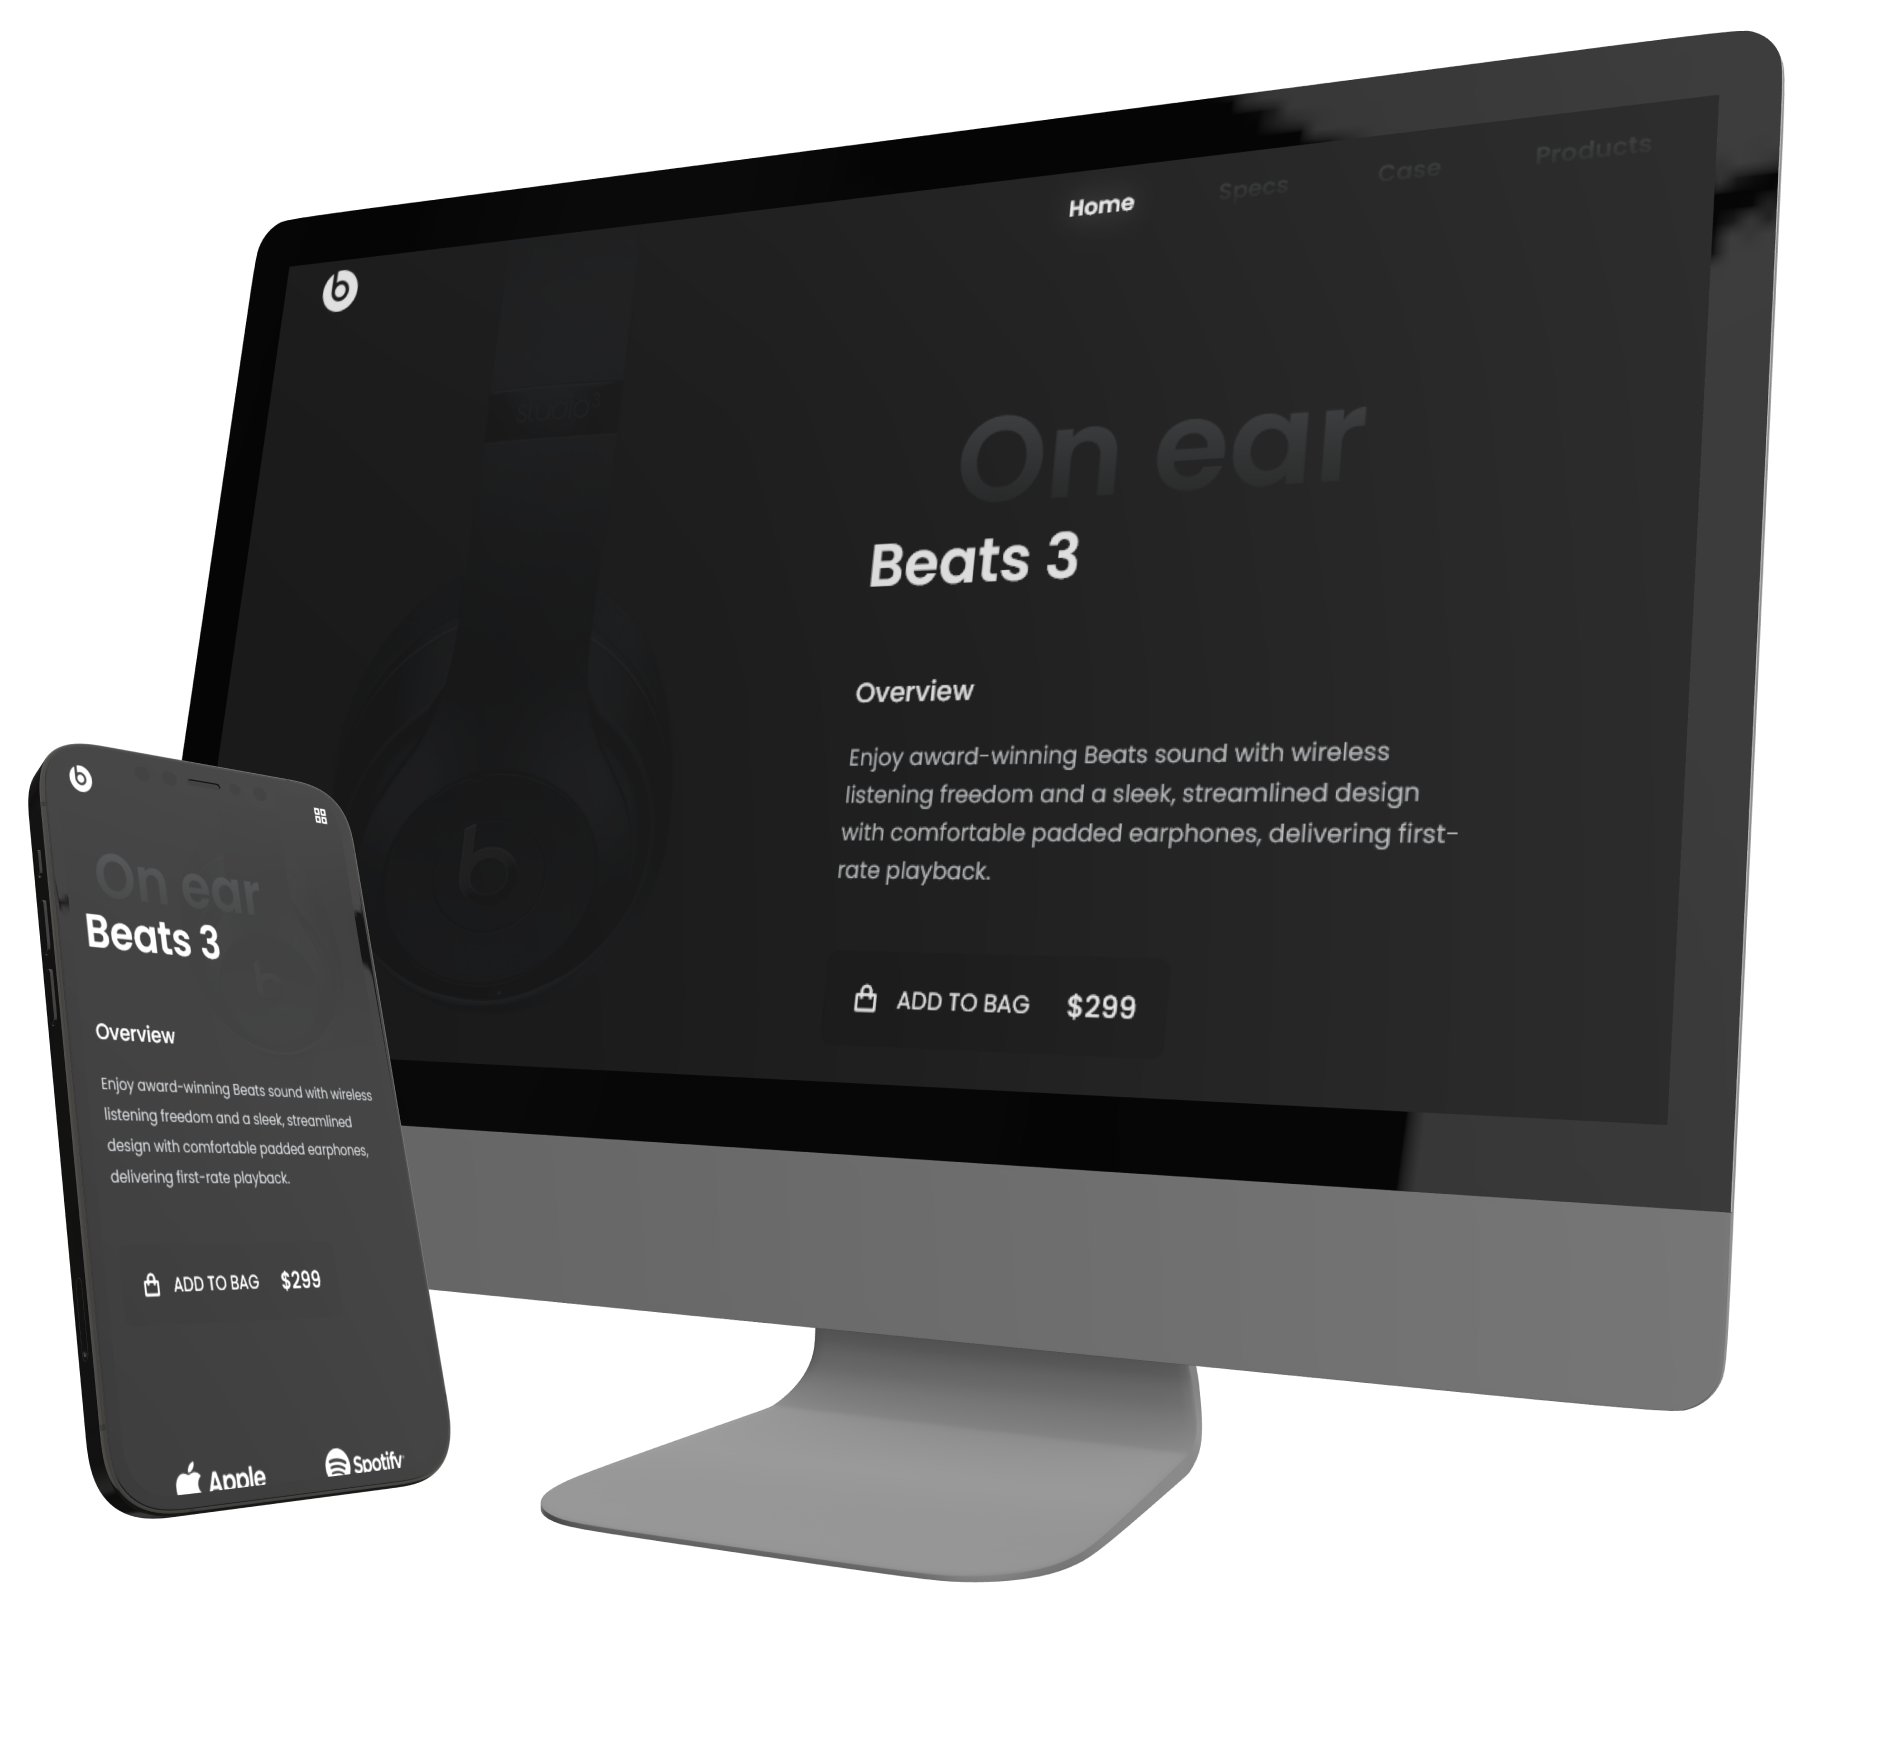 Home
Specs
Case
Products
b
studio3
On ear
Beats 3
Overview
Enjoy award-winning Beats sound with wireless
listening freedom and a sleek, streamlined design
with comfortable padded earphones, delivering first-
rate playback.
b
ADD TO BAG $299
b
On ear
Beats 3
b
Overview
Enjoy award-winning Beats sound with wireless
listening freedom and a sleek, streamlined
design with comfortable padded earphones,
delivering first-rate playback.
ADD TO BAG $299
Apple
Spotify